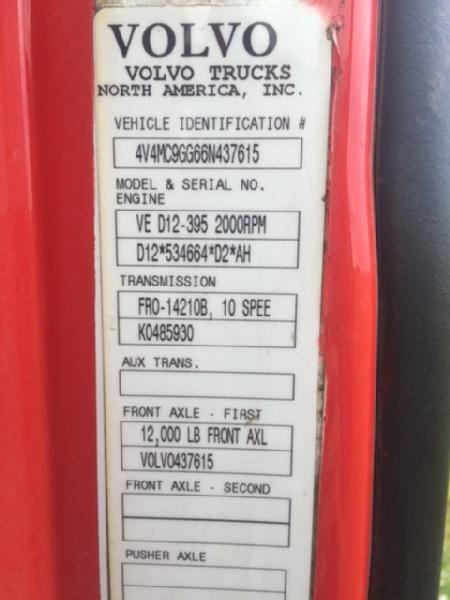 VOLVO
VOLVO TRUCKS
NORTH AMERICA, INC.
VEHICLE IDENTIFICATION #
4V4MC9GG66N437615
MODEL & SERIAL NO.
ENGINE
VE D12-395 2000RPM
D12*534664*D2*AH
TRANSMISSION
FRO-14210B, 10 SPEE
K0485930
AUX TRANS.
FRONT AXLE - FIRST
12,000 LB FRONT AXL
VOLVO437615
FRONT AXLE - SECOND
PUSHER AXLE